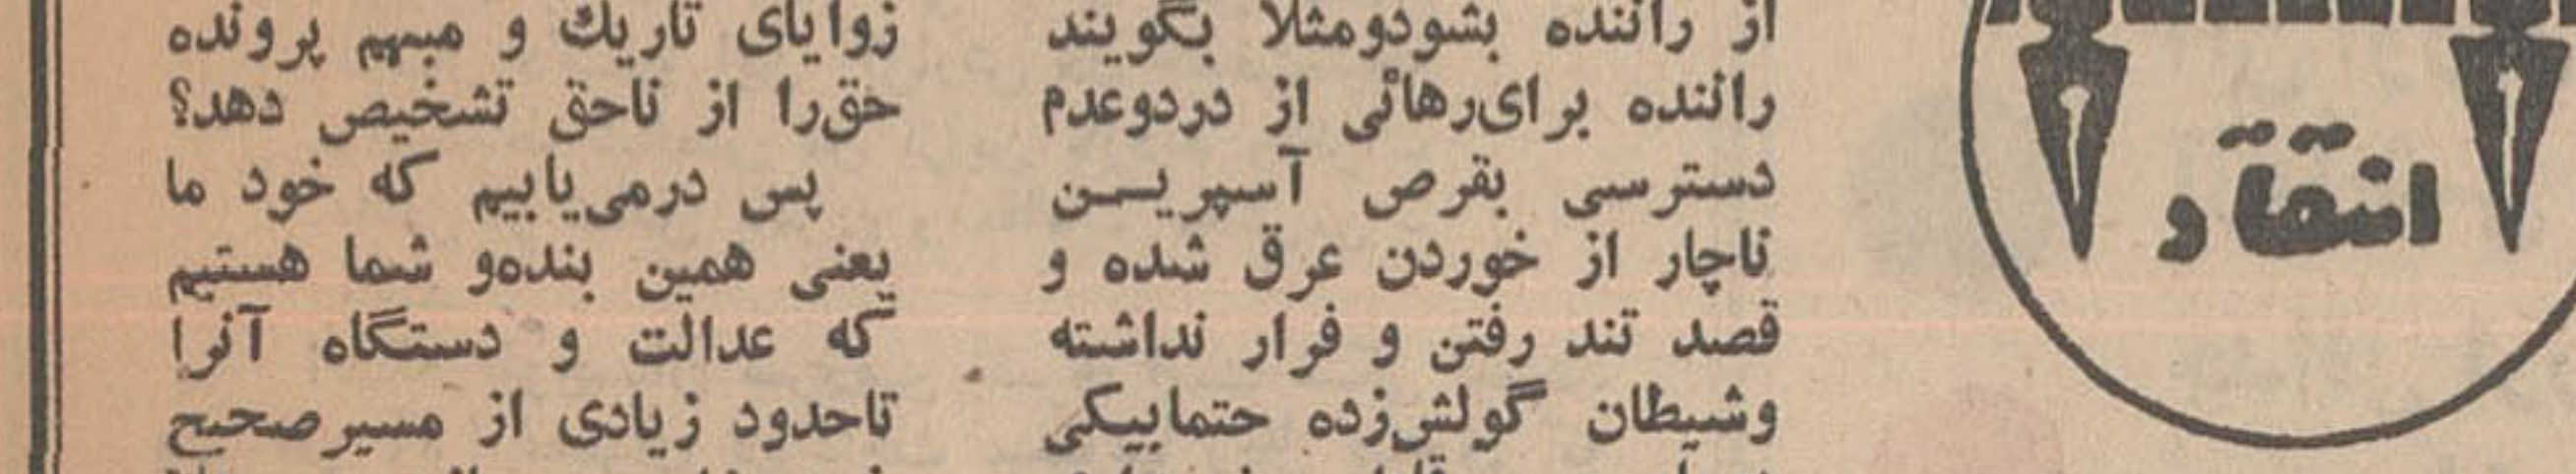 انتقاد
از راننده بشودومثلا بگویند
راننده برای‌رهائی از دردوعدم
دسترسی بقرص آسپریـن
ناچار از خوردن عرق شده و
قصد تند رفتن و فرار نداشته
وشیطان گولش‌زده حتمابیکی
زوایای تاریك و مبهم پرونده
حق‌را از ناحق تشخیص دهد؟
پس درمی‌یابیم که خود ما
یعنی همین بنده‌و شما هستیم
که عدالت و دستگاه آنرا
تاحدود زیادی از مسیرصحیح